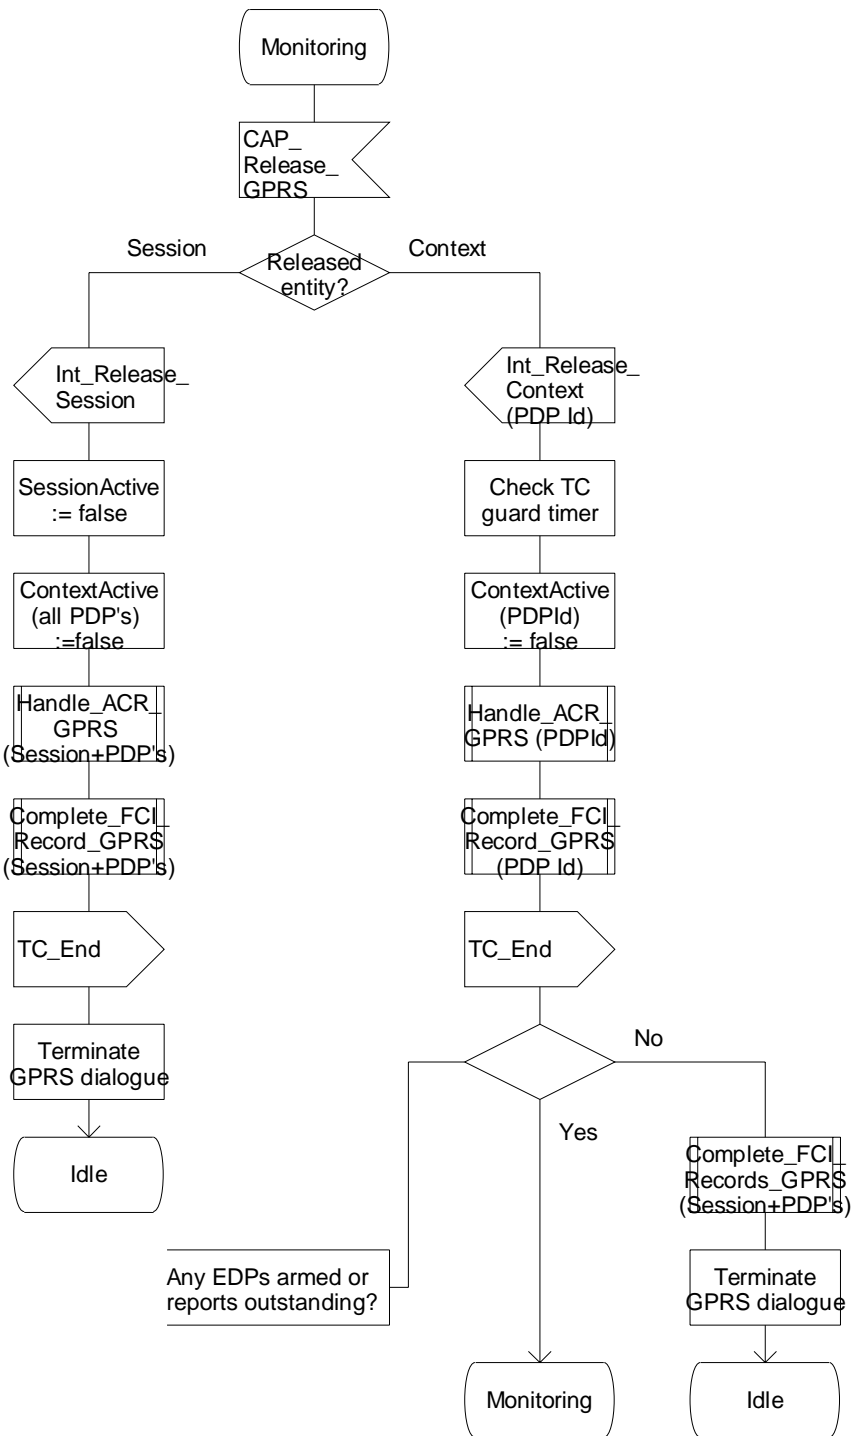 Monitoring
CAP_
Release_
GPRS
Session
Context
Released
entity?
Int_Release_
Session
Int_Release_
Context
(PDP Id)
SessionActive
:= false
Check TC
guard timer
ContextActive
(all PDP's)
:=false
ContextActive
(PDPId)
:= false
Handle_ACR_
GPRS
(Session+PDP's)
Handle_ACR_
GPRS (PDPId)
Complete_FCI_
Record_GPRS
(Session+PDP's)
Complete_FCI_
Record_GPRS
(PDP Id)
TC_End
TC_End
Terminate
GPRS dialogue
No
Yes
Idle
Complete_FCI_
Records_GPRS
(Session+PDP's)
Any EDPs armed or
reports outstanding?
Terminate
GPRS dialogue
Monitoring
Idle